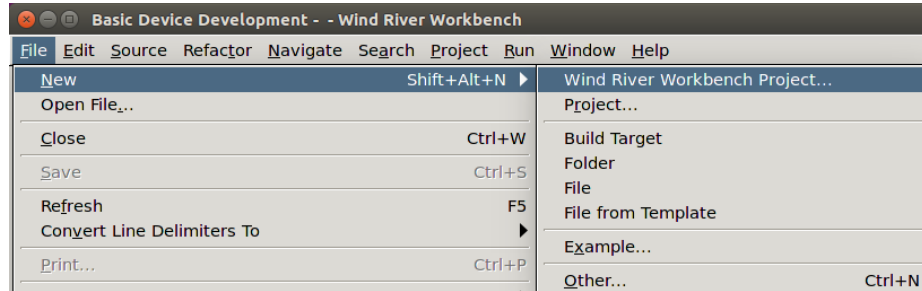 Basic Device Development - - Wind River Workbench
File Edit Source Refactor Navigate Search Project Run Window Help
New Shift+Alt+N
Open File...
Close Ctrl+W
Save Ctrl+S
Refresh F5
Convert Line Delimiters To
Print... Ctrl+P
Wind River Workbench Project...
Project...
Build Target
Folder
File
File from Template
Example...
Other... Ctrl+N